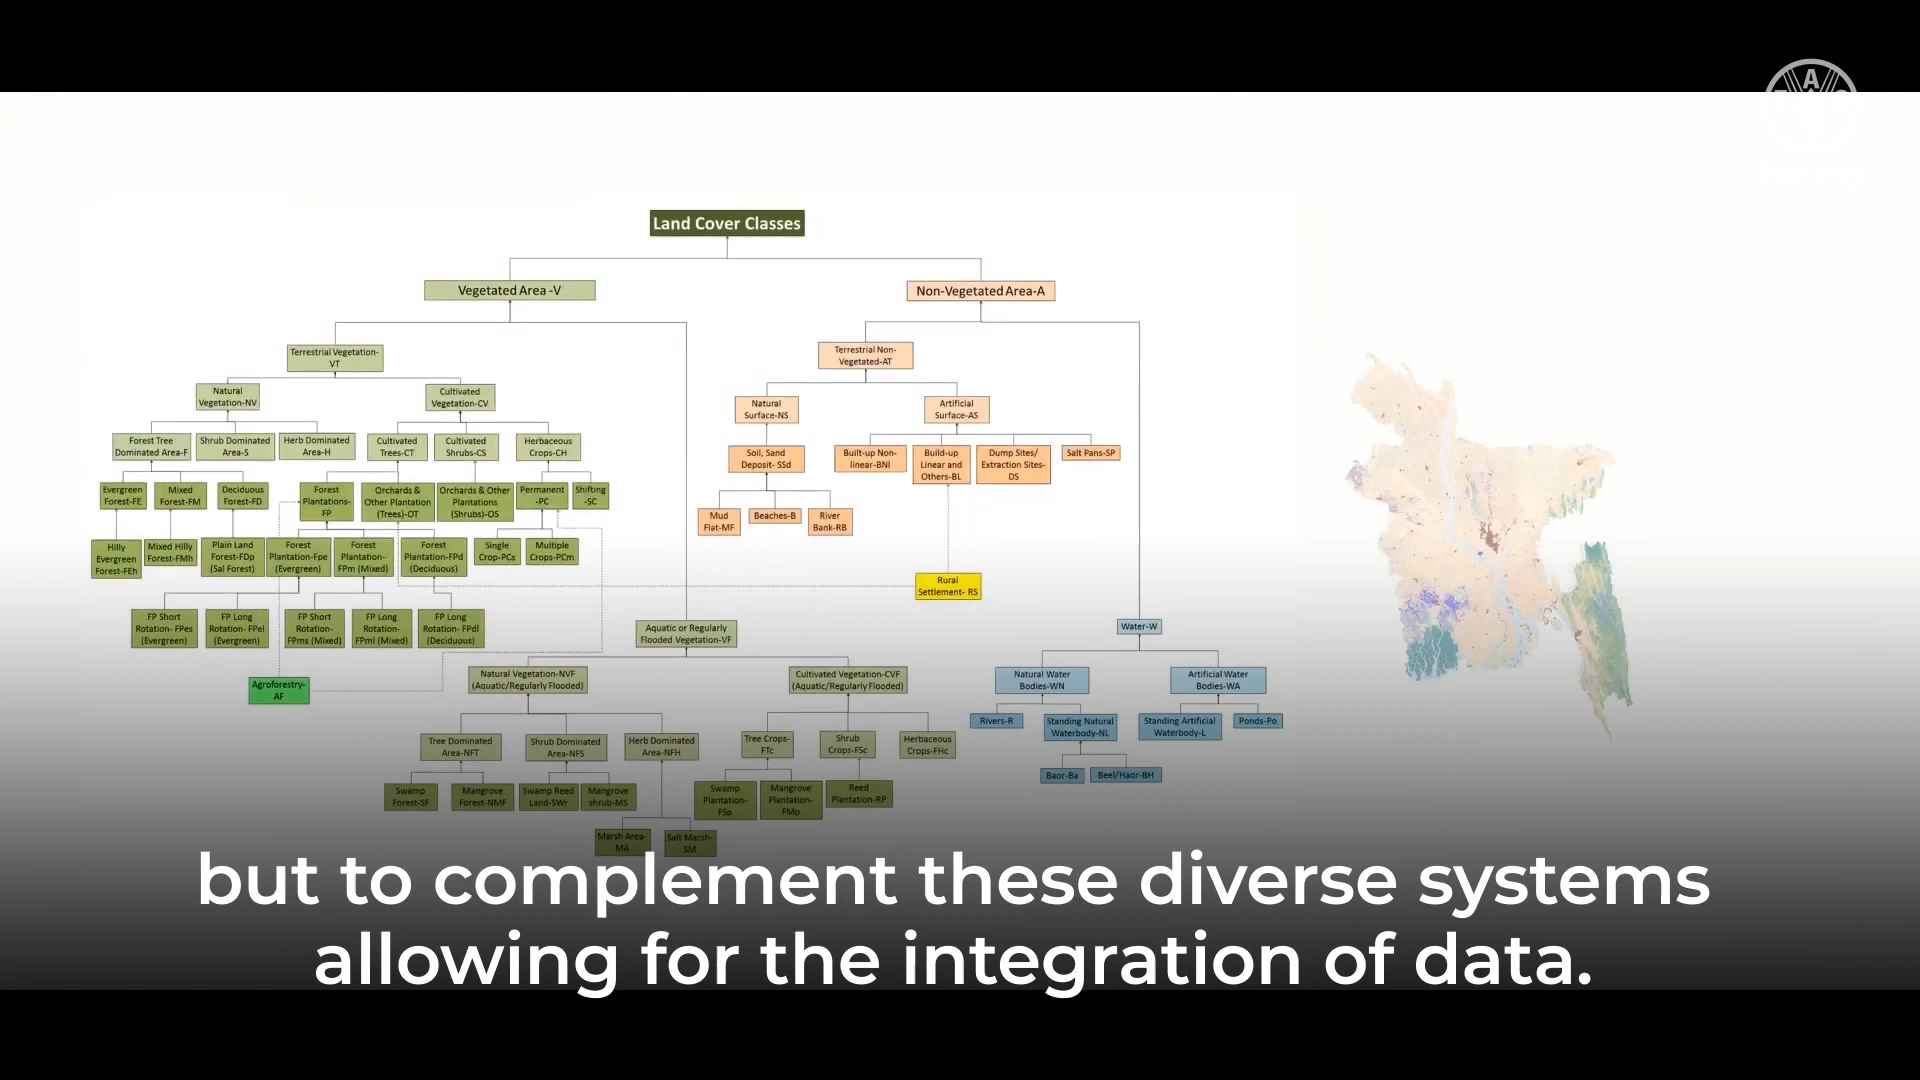 A
Land Cover Classes
Vegetated Area -V
Non-Vegetated Area-A
Terrestrial Vegetation-
VT
Terrestrial Non-
Vegetated-AT
Natural
Vegetation-NV
Cultivated
Vegetation-CV
Natural
Surface-NS
Artificial
Surface-AS
Forest Tree
Dominated Area-F
Shrub Dominated
Area-S
Herb Dominated
Area-H
Cultivated
Trees-CT
Cultivated
Shrubs-CS
Herbaceous
Crops-CH
Soil, Sand
Deposit- SSd
Built-up Non-
linear-BNl
Build-up
Linear and
Others-BL
Dump Sites/
Extraction Sites-
DS
Salt Pans-SP
Evergreen
Forest-FE
Mixed
Forest-FM
Deciduous
Forest-FD
Forest
Plantations-
FP
Orchards &
Other Plantation
(Trees)-OT
Orchards & Other
Plantations
(Shrubs)-OS
Permanent
-PC
Shifting
-SC
Mud
Flat-MF
Beaches-B
River
Bank-RB
Hilly
Evergreen
Forest-FEh
Mixed Hilly
Forest-FMh
Plain Land
Forest-FDp
(Sal Forest)
Forest
Plantation-Fpe
(Evergreen)
Forest
Plantation-
FPm (Mixed)
Forest
Plantation-FPd
(Deciduous)
Single
Crop-PCs
Multiple
Crops-PCm
Rural
Settlement- RS
FP Short
Rotation- FPes
(Evergreen)
FP Long
Rotation- FPel
(Evergreen)
FP Short
Rotation-
FPms (Mixed)
FP Long
Rotation-
FPml (Mixed)
FP Long
Rotation- FPdl
(Deciduous)
Aquatic or Regularly
Flooded Vegetation-VF
Water-W
Agroforestry-
AF
Natural Vegetation-NVF
(Aquatic/Regularly Flooded)
Cultivated Vegetation-CVF
(Aquatic/Regularly Flooded)
Natural Water
Bodies-WN
Artificial Water
Bodies-WA
Rivers-R
Standing Natural
Waterbody-NL
Standing Artificial
Waterbody-L
Ponds-Po
Tree Dominated
Area-NFT
Shrub Dominated
Area-NFS
Herb Dominated
Area-NFH
Tree Crops-
FTc
Shrub
Crops-FSc
Herbaceous
Crops-FHc
Baor-Ba
Beel/Haor-BH
Swamp
Forest-SF
Mangrove
Forest-NMF
Swamp Reed
Land-SWr
Mangrove
shrub-MS
Swamp
Plantation-
FSp
Mangrove
Plantation-
FMp
Reed
Plantation-RP
Marsh Area-
MA
Salt Marsh-
SM
but to complement these diverse systems
allowing for the integration of data.